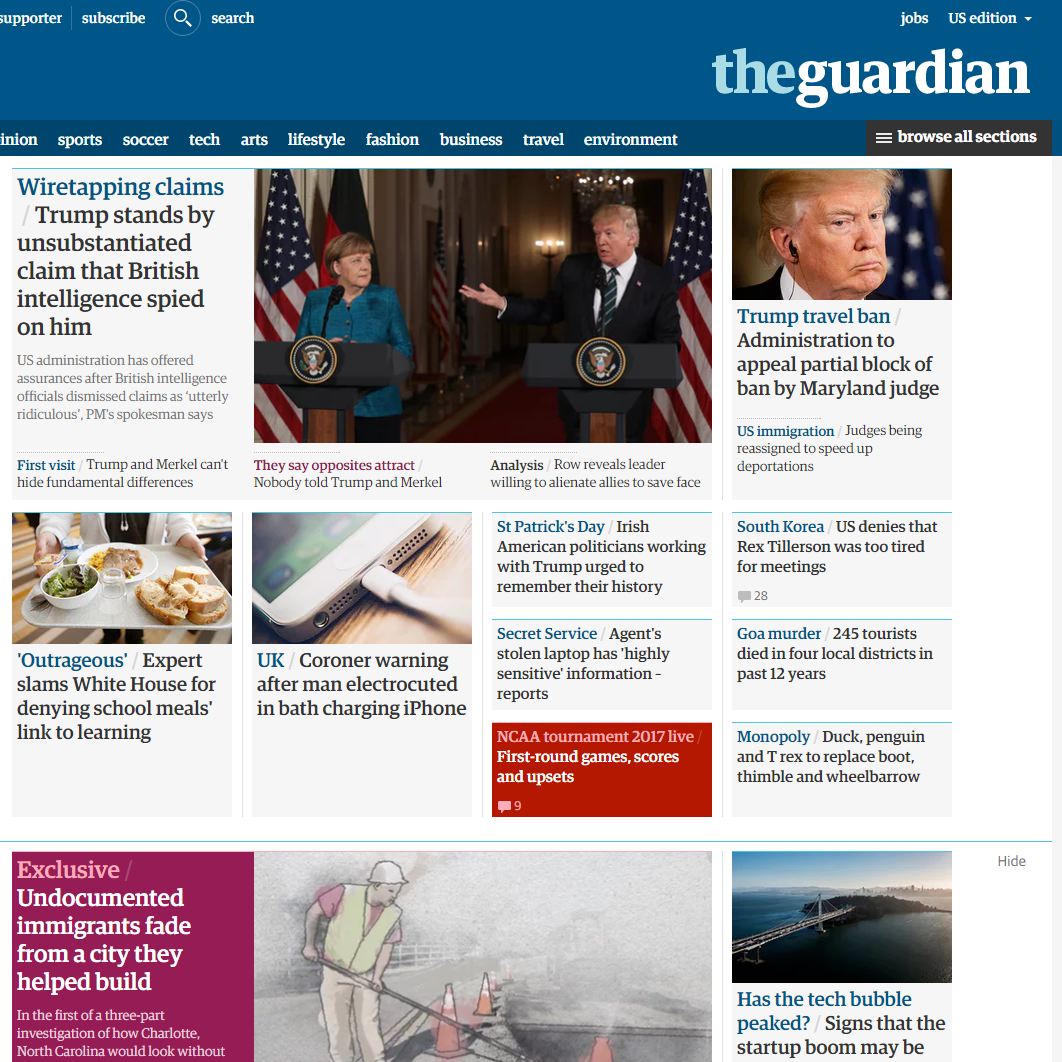 supporter subscribe search jobs US edition
theguardian
inion sports soccer tech arts lifestyle fashion business travel environment browse all sections
Wiretapping claims
/ Trump stands by
unsubstantiated
claim that British
intelligence spied
on him
US administration has offered
assurances after British intelligence
officials dismissed claims as ‘utterly
ridiculous’, PM's spokesman says
First visit / Trump and Merkel can't
hide fundamental differences
They say opposites attract /
Nobody told Trump and Merkel
Analysis / Row reveals leader
willing to alienate allies to save face
Trump travel ban /
Administration to
appeal partial block of
ban by Maryland judge
US immigration / Judges being
reassigned to speed up
deportations
'Outrageous' / Expert
slams White House for
denying school meals'
link to learning
UK / Coroner warning
after man electrocuted
in bath charging iPhone
St Patrick's Day / Irish
American politicians working
with Trump urged to
remember their history
South Korea / US denies that
Rex Tillerson was too tired
for meetings
28
Secret Service / Agent's
stolen laptop has 'highly
sensitive' information –
reports
Goa murder / 245 tourists
died in four local districts in
past 12 years
NCAA tournament 2017 live /
First-round games, scores
and upsets
9
Monopoly / Duck, penguin
and T rex to replace boot,
thimble and wheelbarrow
Exclusive /
Undocumented
immigrants fade
from a city they
helped build
In the first of a three-part
investigation of how Charlotte,
North Carolina would look without
Hide
Has the tech bubble
peaked? / Signs that the
startup boom may be